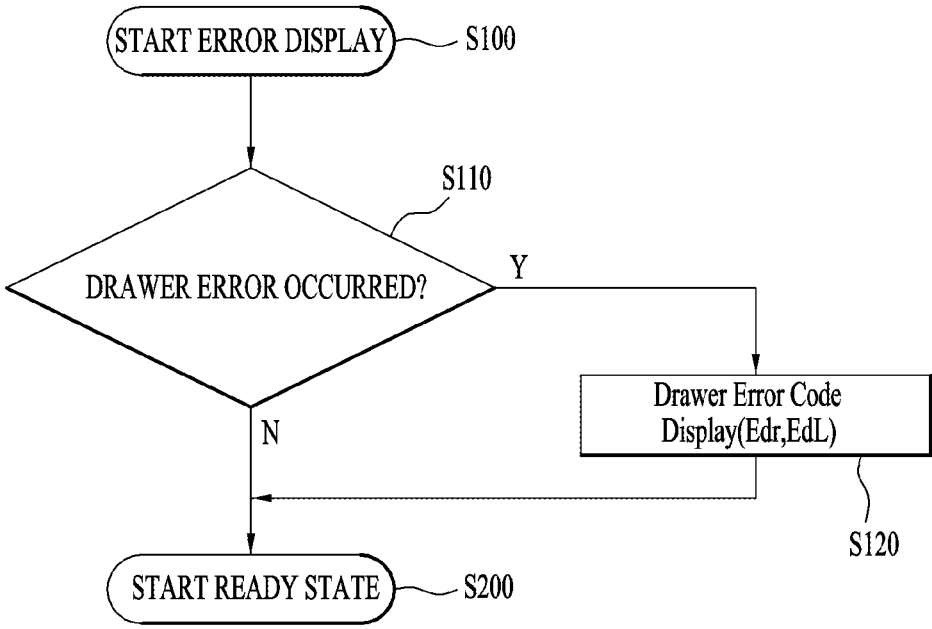 START ERROR DISPLAY
S100
S110
DRAWER ERROR OCCURRED?
Y
Drawer Error Code
Display(Edr,EdL)
N
S120
START READY STATE
S200